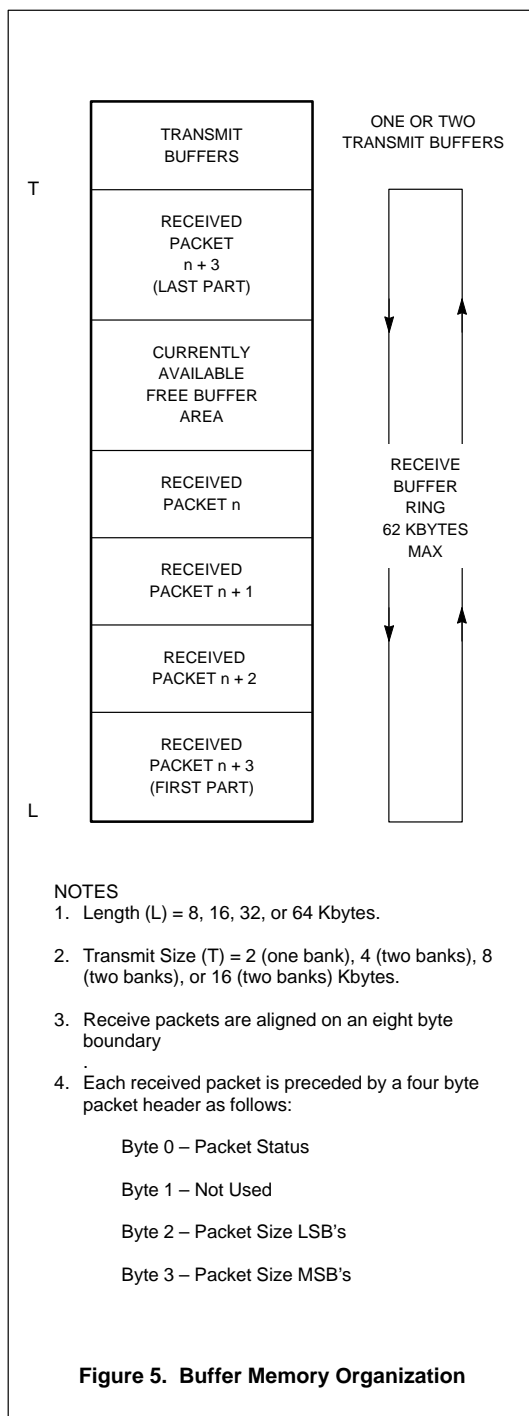 TRANSMIT
BUFFERS
ONE OR TWO
TRANSMIT BUFFERS
T
RECEIVED
PACKET
n + 3
(LAST PART)
CURRENTLY
AVAILABLE
FREE BUFFER
AREA
RECEIVED
PACKET n
RECEIVE
BUFFER
RING
62 KBYTES
MAX
RECEIVED
PACKET n + 1
RECEIVED
PACKET n + 2
RECEIVED
PACKET n + 3
(FIRST PART)
L
NOTES
1. Length (L) = 8, 16, 32, or 64 Kbytes.
2. Transmit Size (T) = 2 (one bank), 4 (two banks), 8
(two banks), or 16 (two banks) Kbytes.
3. Receive packets are aligned on an eight byte
boundary
.
4. Each received packet is preceded by a four byte
packet header as follows:
Byte 0 – Packet Status
Byte 1 – Not Used
Byte 2 – Packet Size LSB's
Byte 3 – Packet Size MSB's
Figure 5. Buffer Memory Organization